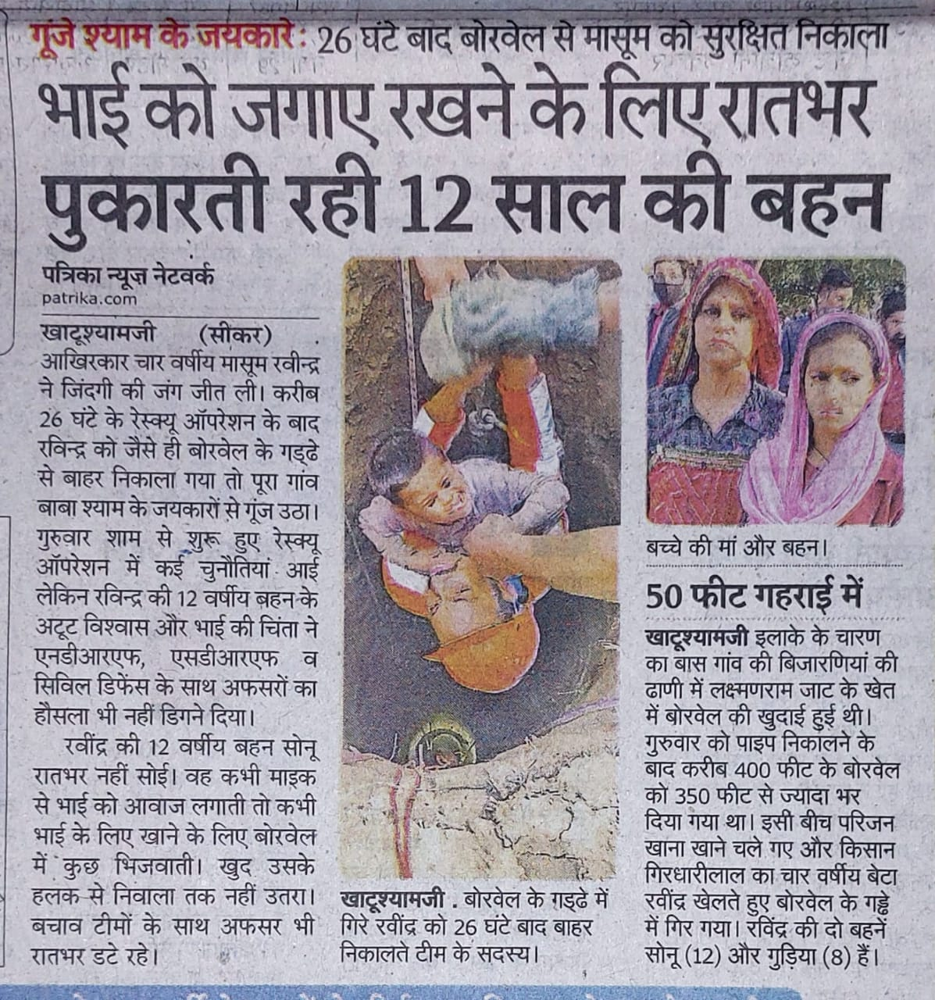 गूंजे श्याम के जयकारे: 26 घंटे बाद बोरवेल से मासूम को सुरक्षित निकाला
भाई को जगाए रखने के लिए रातभर
पुकारती रही 12 साल की बहन
पत्रिका न्यूज नेटवर्क
patrika.com
खाटूश्यामजी (सीकर)
आखिरकार चार वर्षीय मासूम रवीन्द्र
ने जिंदगी की जंग जीत ली। करीब
26 घंटे के रेस्क्यू ऑपरेशन के बाद
रविन्द्र को जैसे ही बोरवेल के गड्ढे
से बाहर निकाला गया तो पूरा गांव
बाबा श्याम के जयकारों से गूंज उठा।
गुरुवार शाम से शुरू हुए रेस्क्यू
ऑपरेशन में कई चुनौतियां आई
लेकिन रविन्द्र की 12 वर्षीय बहन के
अटूट विश्वास और भाई की चिंता ने
एनडीआरएफ, एसडीआरएफ व
सिविल डिफेंस के साथ अफसरों का
हौसला भी नहीं डिगने दिया।
रवींद्र की 12 वर्षीय बहन सोनू
रातभर नहीं सोई। वह कभी माइक
से भाई को आवाज लगाती तो कभी
भाई के लिए खाने के लिए बोरवेल
में कुछ भिजवाती। खुद उसके
हलक से निवाला तक नहीं उतरा।
बचाव टीमों के साथ अफसर भी
रातभर डटे रहे।
खाटूश्यामजी . बोरवेल के गड्ढे में
गिरे रवींद्र को 26 घंटे बाद बाहर
निकालते टीम के सदस्य।
बच्चे की मां और बहन।
50 फीट गहराई में
खाटूश्यामजी इलाके के चारण
का बास गांव की बिजारणियां की
ढाणी में लक्ष्मणराम जाट के खेत
में बोरवेल की खुदाई हुई थी।
गुरुवार को पाइप निकालने के
बाद करीब 400 फीट के बोरवेल
को 350 फीट से ज्यादा भर
दिया गया था। इसी बीच परिजन
खाना खाने चले गए और किसान
गिरधारीलाल का चार वर्षीय बेटा
रवींद्र खेलते हुए बोरवेल के गड्ढे
में गिर गया। रविंद्र की दो बहनें
सोनू (12) और गुड़िया (8) हैं।